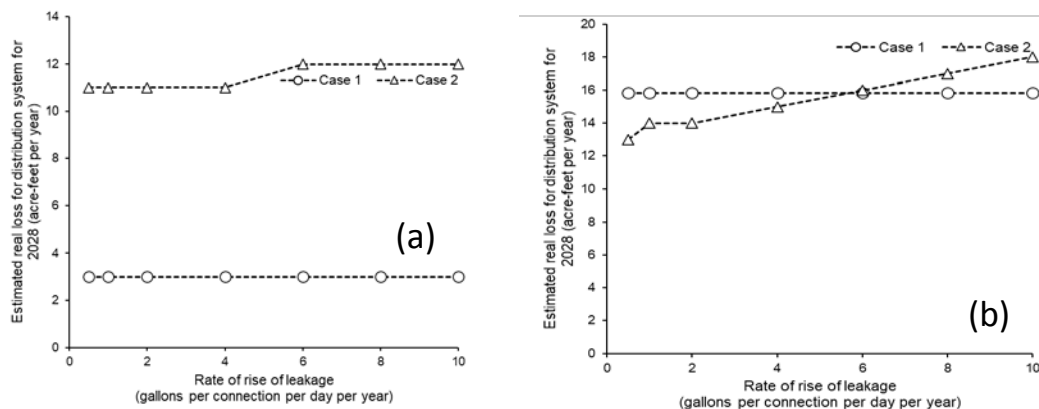 14
12
10
8
6
4
2
0
0 2 4 6 8 10
Case 1 Case 2
Estimated real loss for distribution system for
2028 (acre-feet per year)
Rate of rise of leakage
(gallons per connection per day per year)
(a)
20
18
16
14
12
10
8
6
4
2
0
0 2 4 6 8 10
Case 1 Case 2
Estimated real loss for distribution system for
2028 (acre-feet per year)
Rate of rise of leakage
(gallons per connection per day per year)
(b)